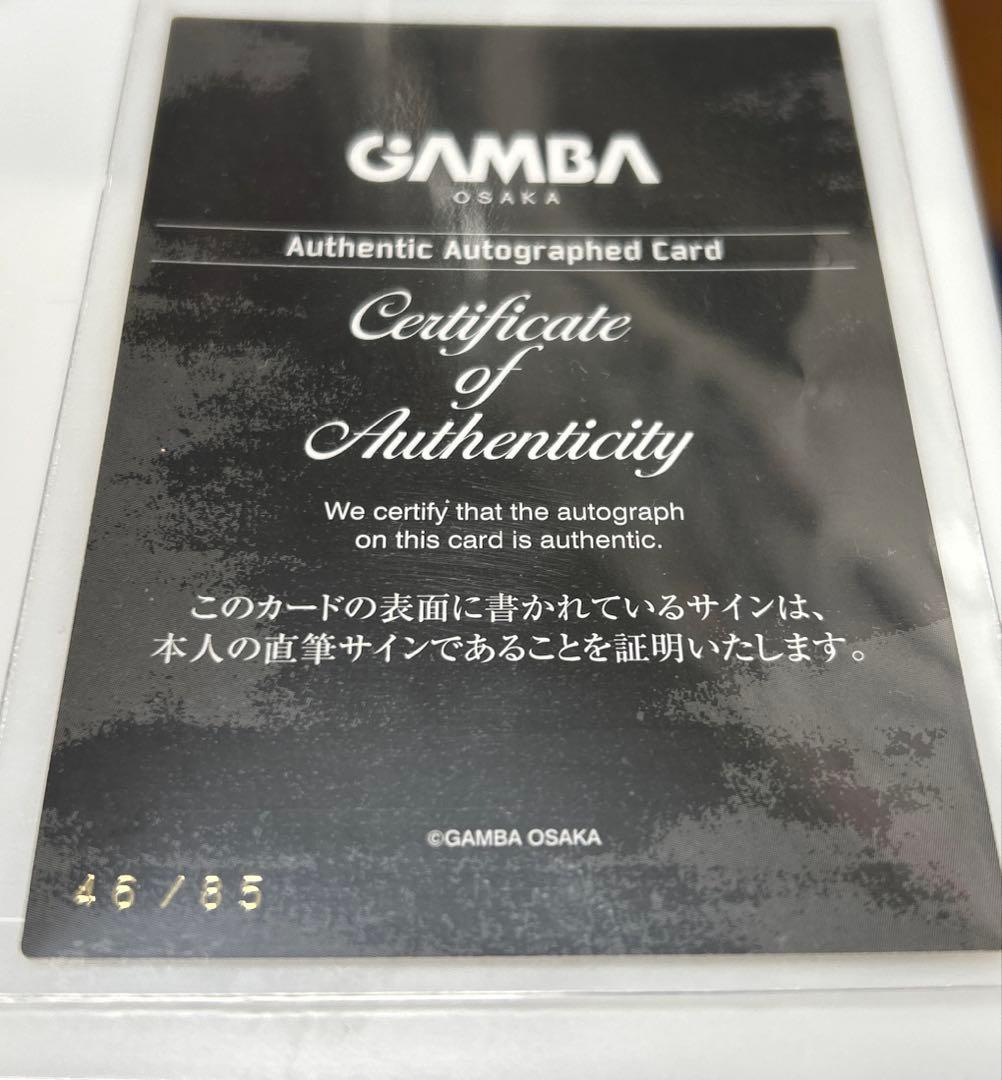 GAMBA
OSAKA
Authentic Autographed Card
Certificate
of
Authenticity
We certify that the autograph
on this card is authentic.
このカードの表面に書かれているサインは、
本人の直筆サインであることを証明いたします。
©GAMBA OSAKA
46/85